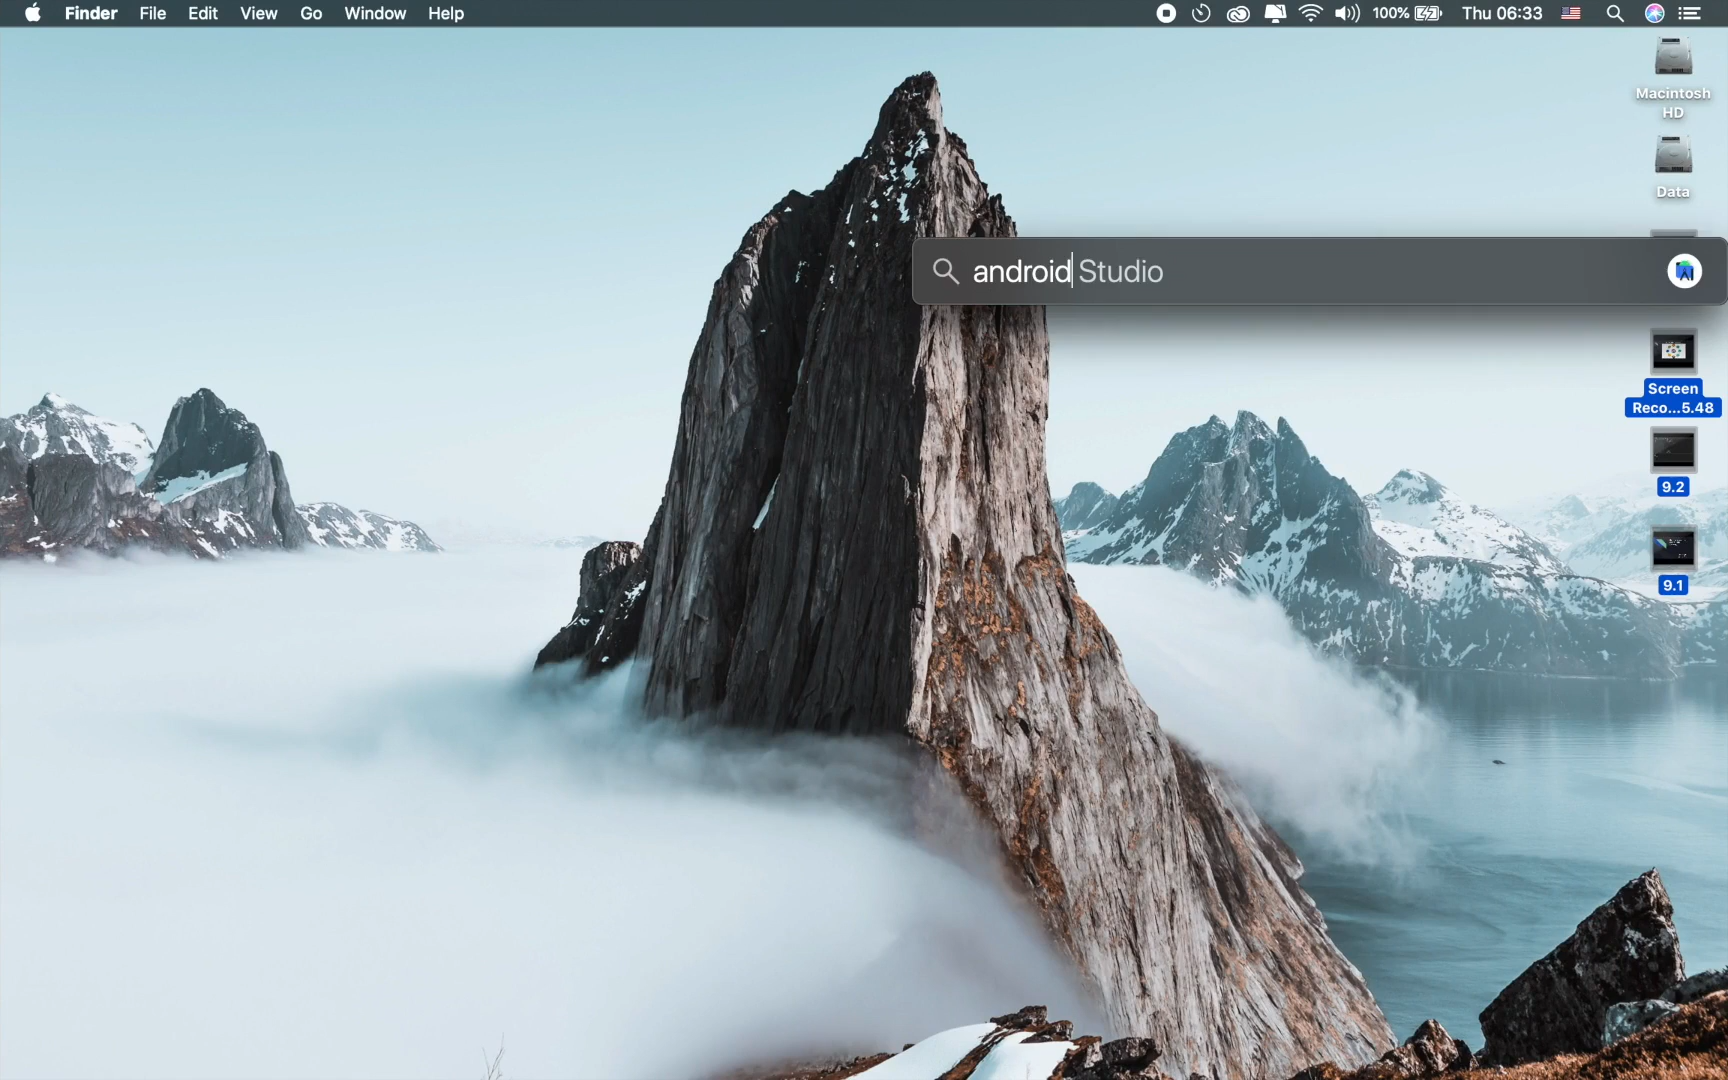 Finder File Edit View Go Window Help 100% Thu 06:33
Macintosh
HD
Data
android Studio
Screen
Reco...5.48
9.2
9.1